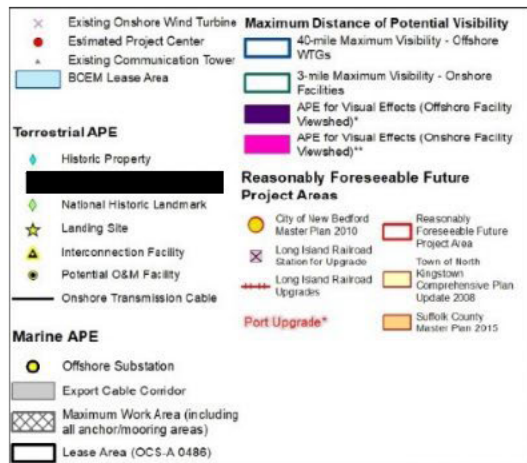 Existing Onshore Wind Turbine
Estimated Project Center
Existing Communication Tower
BOEM Lease Area
Terrestrial APE
Historic Property
National Historic Landmark
Landing Site
Interconnection Facility
Potential O&M Facility
Onshore Transmission Cable
Marine APE
Offshore Substation
Export Cable Corridor
Maximum Work Area (including
all anchor/mooring areas)
Lease Area (OCS-A 0486)
Maximum Distance of Potential Visibility
40-mile Maximum Visibility - Offshore
WTGs
3-mile Maximum Visibility - Onshore
Facilities
APE for Visual Effects (Offshore Facility
Viewshed)*
APE for Visual Effects (Onshore Facility
Viewshed)**
Reasonably Foreseeable Future
Project Areas
City of New Bedford
Master Plan 2010
Long Island Railroad
Station for Upgrade
Long Island Railroad
Upgrades
Port Upgrade*
Reasonably
Foreseeable Future
Project Area
Town of North
Kingstown
Comprehensive Plan
Update 2008
Suffolk County
Master Plan 2015